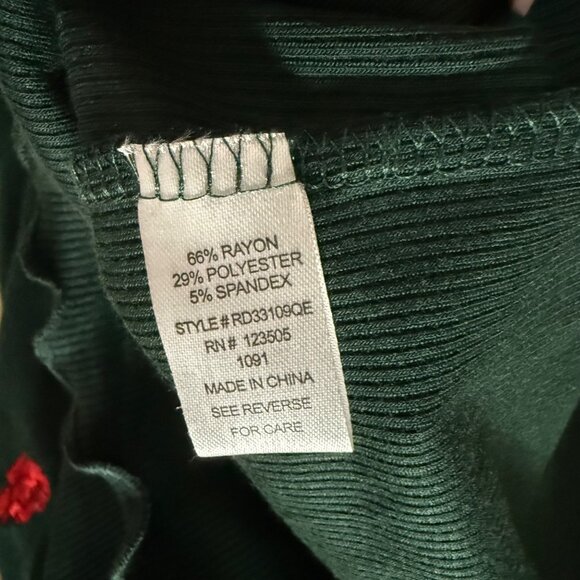 66% RAYON
29% POLYESTER
5% SPANDEX
STYLE# RD33109QE
RN# 123505
1091
MADE IN CHINA
SEE REVERSE
FOR CARE